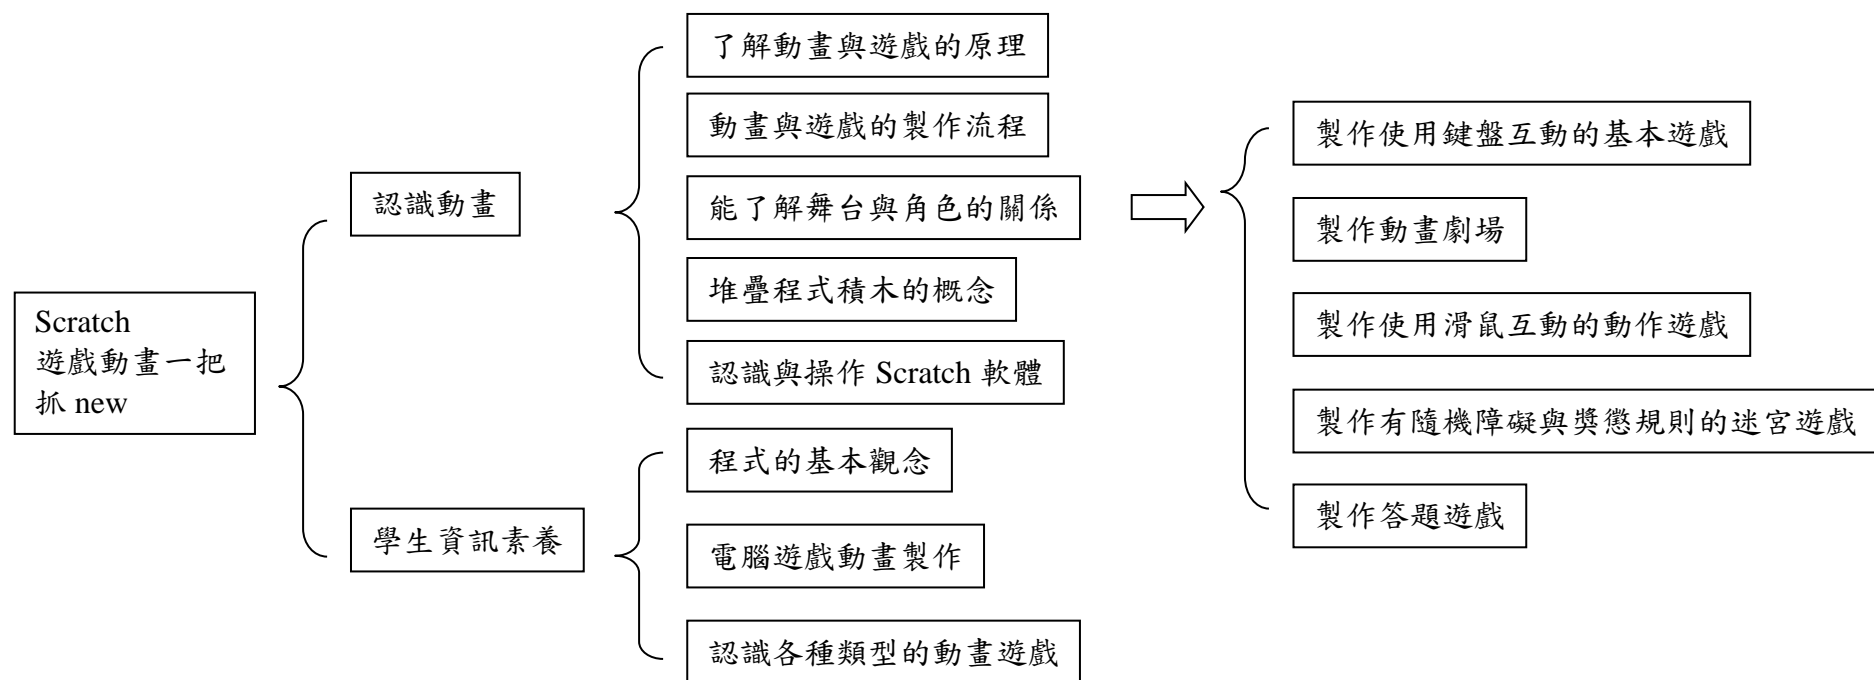 Scratch
遊戲動畫一把
抓 new
認識動畫
學生資訊素養
了解動畫與遊戲的原理
動畫與遊戲的製作流程
能了解舞台與角色的關係
堆疊程式積木的概念
認識與操作 Scratch 軟體
程式的基本觀念
電腦遊戲動畫製作
認識各種類型的動畫遊戲
製作使用鍵盤互動的基本遊戲
製作動畫劇場
製作使用滑鼠互動的動作遊戲
製作有隨機障礙與獎懲規則的迷宮遊戲
製作答題遊戲